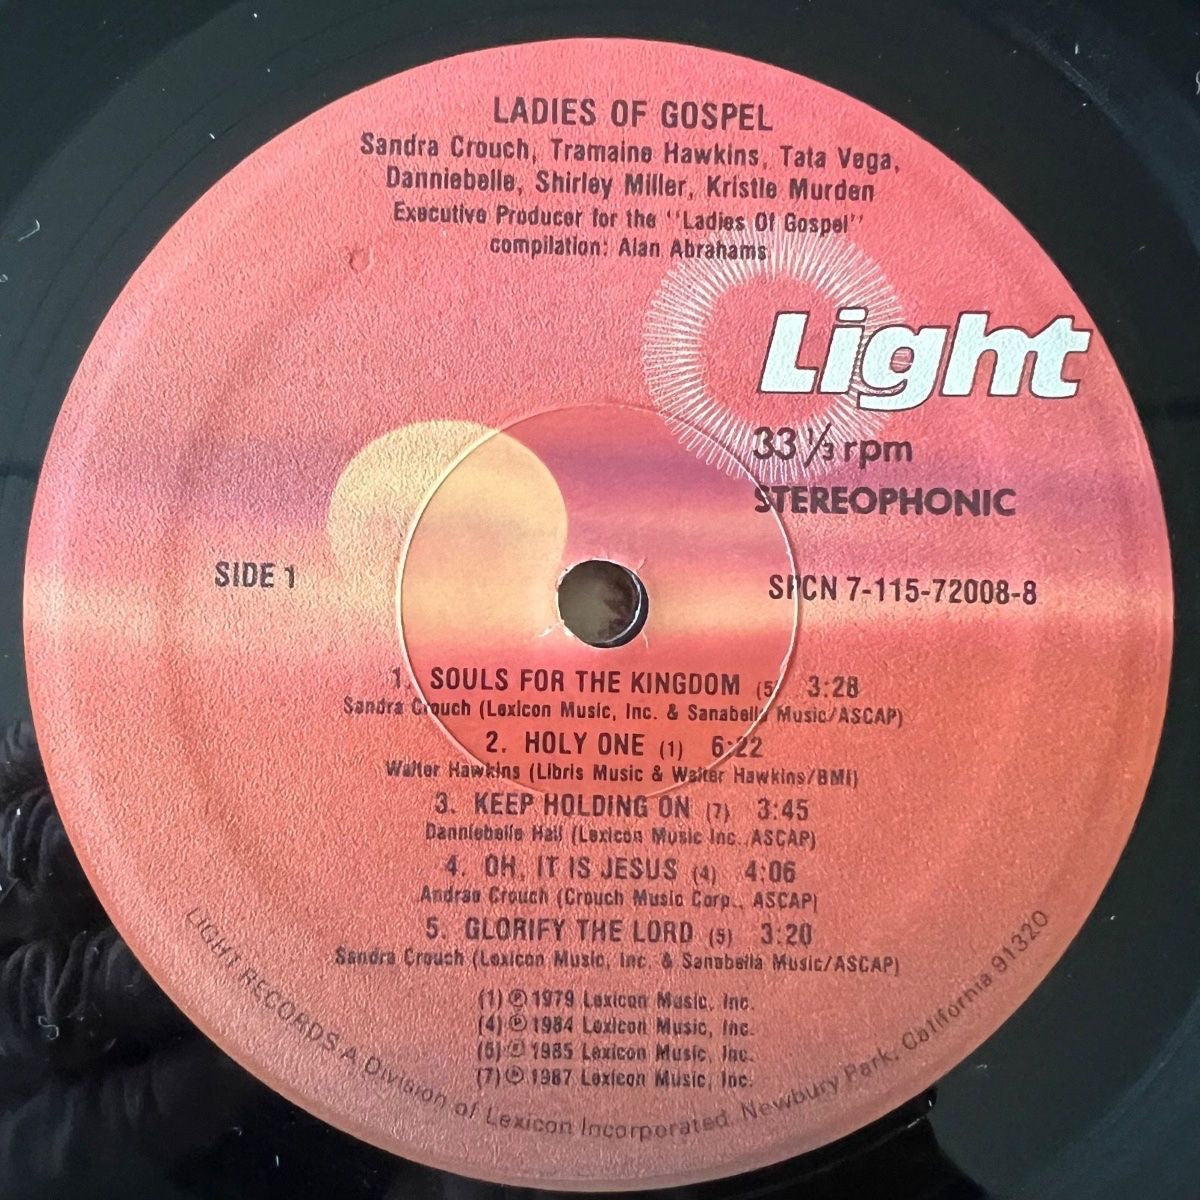 LADIES OF GOSPEL
Sandra Crouch, Tramaine Hawkins, Tata Vega,
Danniebelle, Shirley Miller, Kristle Murden
Executive Producer for the "Ladies Of Gospel"
compilation: Alan Abrahams
Light
33 1/3 rpm
STEREOPHONIC
SIDE 1
SPCN 7-115-72008-8
1. SOULS FOR THE KINGDOM (5) 3:28
Sandra Crouch (Lexicon Music, Inc. & Sanabella Music/ASCAP)
2. HOLY ONE (1) 6:22
Walter Hawkins (Libris Music & Walter Hawkins/BMI)
3. KEEP HOLDING ON (7) 3:45
Danniebelle Hall (Lexicon Music Inc./ASCAP)
4. OH, IT IS JESUS (4) 4:06
Andrae Crouch (Crouch Music Corp., ASCAP)
5. GLORIFY THE LORD (5) 3:20
Sandra Crouch (Lexicon Music, Inc. & Sanabella Music/ASCAP)
(1) ℗ 1979 Lexicon Music, Inc.
(4) ℗ 1984 Lexicon Music, Inc.
(5) ℗ 1985 Lexicon Music, Inc.
(7) ℗ 1987 Lexicon Music, Inc.
LIGHT RECORDS A Division of Lexicon Incorporated, Newbury Park, California 91320